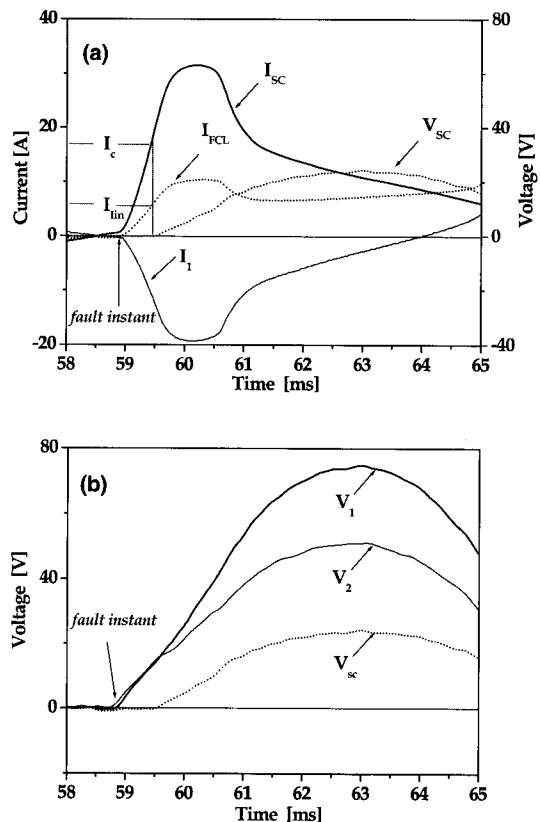 (a)
40
20
0
-20
Current [A]
80
40
0
-40
Voltage [V]
I_SC
I_c
I_FCL
V_SC
I_lin
I_1
fault instant
58 59 60 61 62 63 64 65
Time [ms]
(b)
80
40
0
Voltage [V]
V_1
V_2
fault instant
V_sc
58 59 60 61 62 63 64 65
Time [ms]